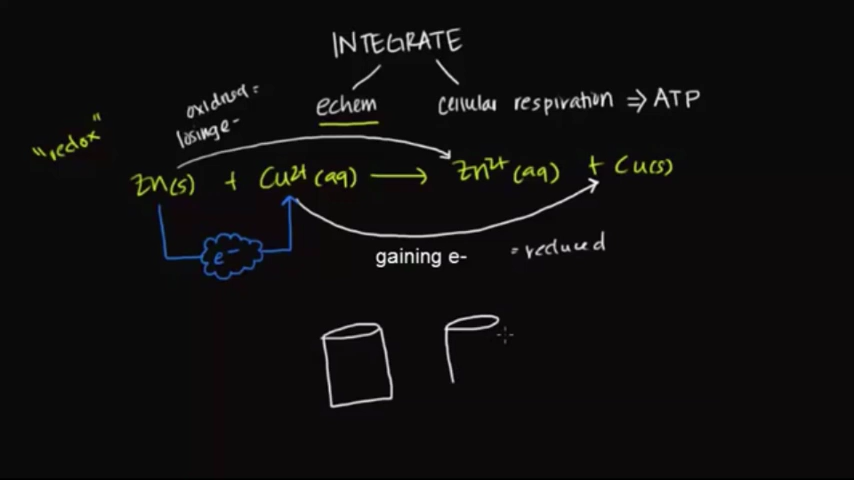 INTEGRATE
echem cellular respiration ⇒ ATP
oxidized =
losing e-
"redox"
Zn(s) + Cu²⁺(aq) → Zn²⁺(aq) + Cu(s)
e⁻
gaining e- = reduced